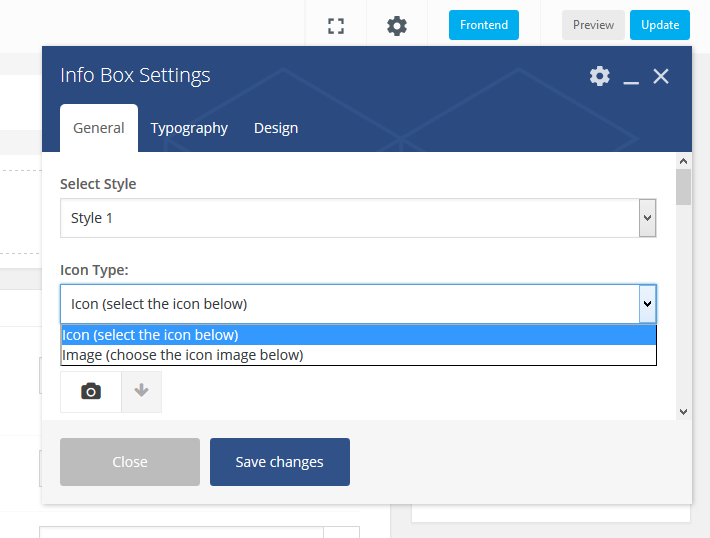 Frontend
Preview
Update
Info Box Settings
General
Typography
Design
Select Style
Style 1
Icon Type:
Icon (select the icon below)
Icon (select the icon below)
Image (choose the icon image below)
Close
Save changes